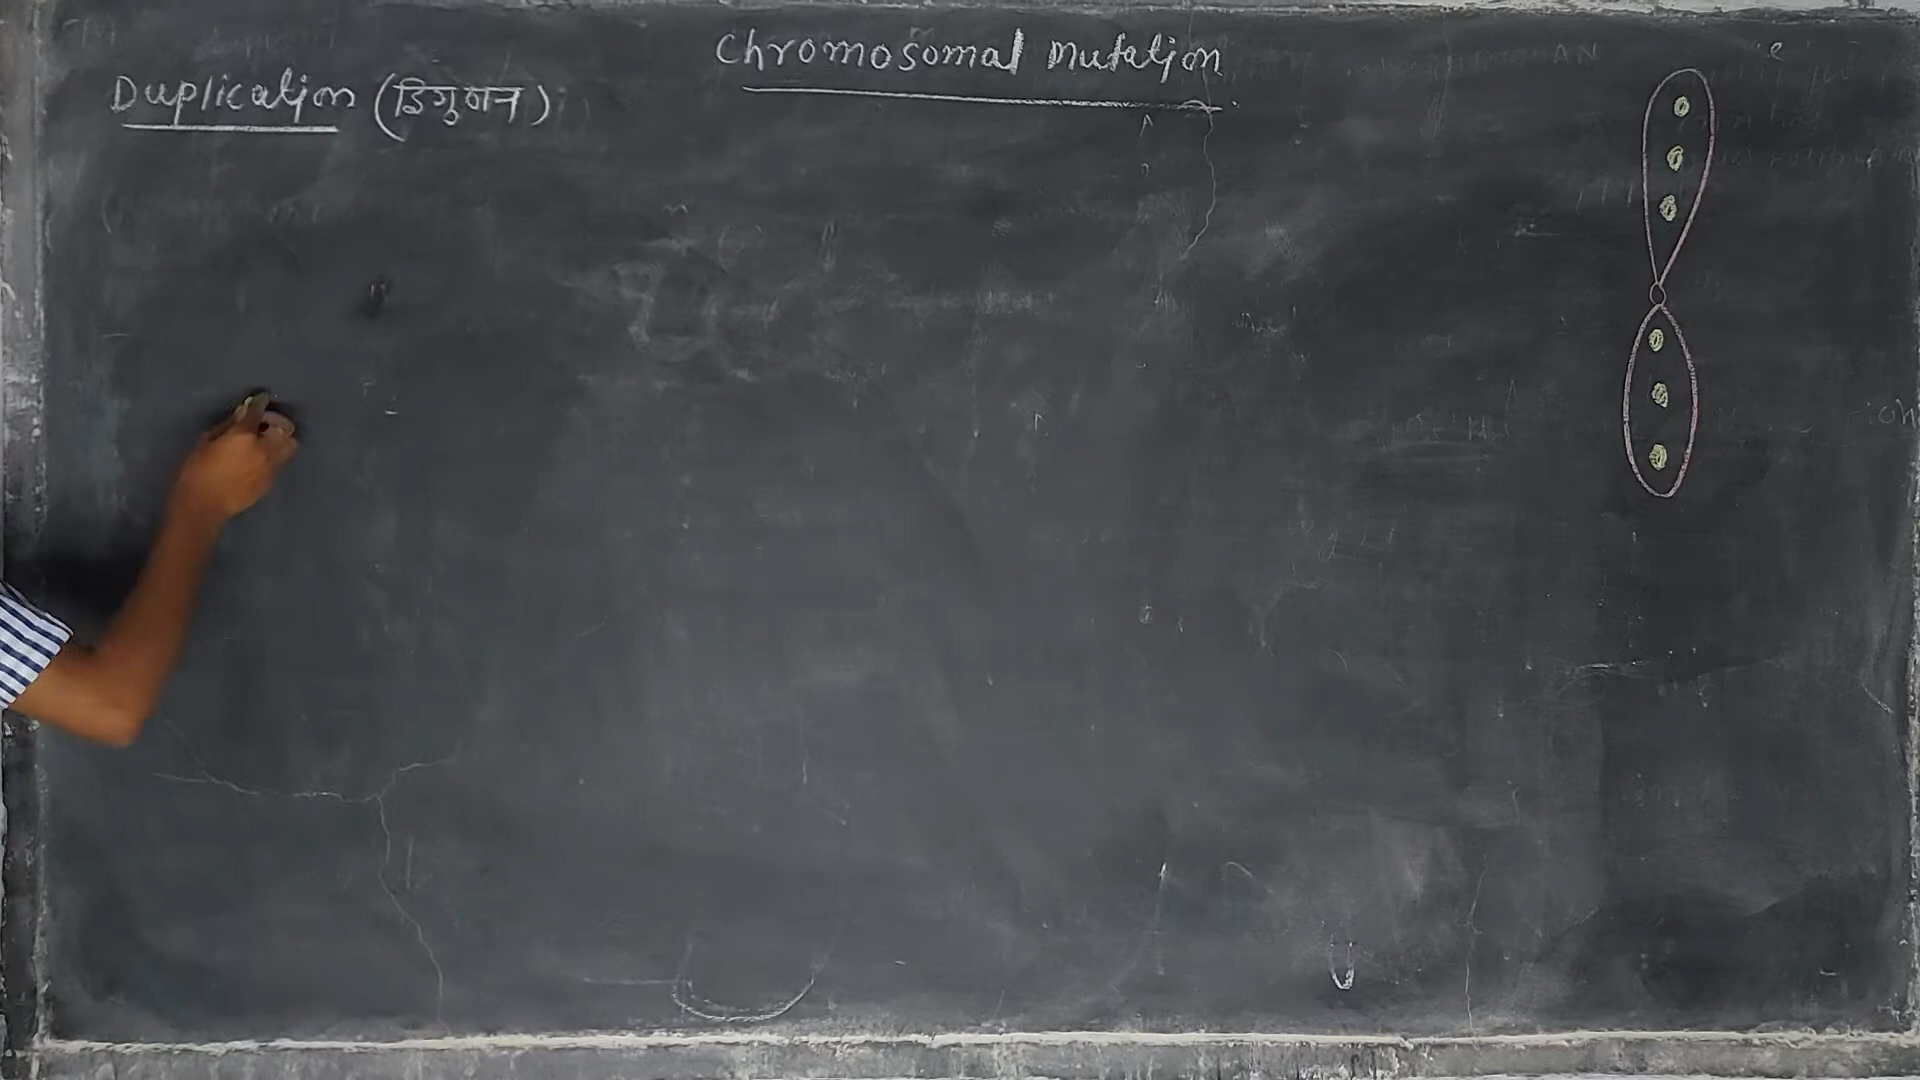 Chromosomal Mutation
Duplication (डिगुणन)